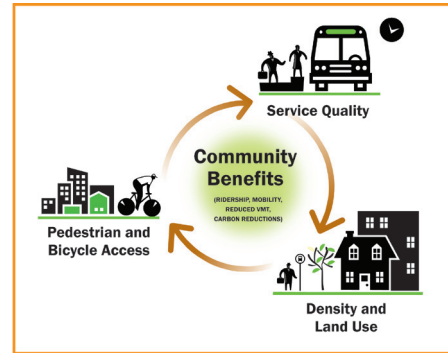 Service Quality
Community
Benefits
(RIDERSHIP, MOBILITY,
REDUCED VMT,
CARBON REDUCTIONS)
Pedestrian and
Bicycle Access
Density and
Land Use